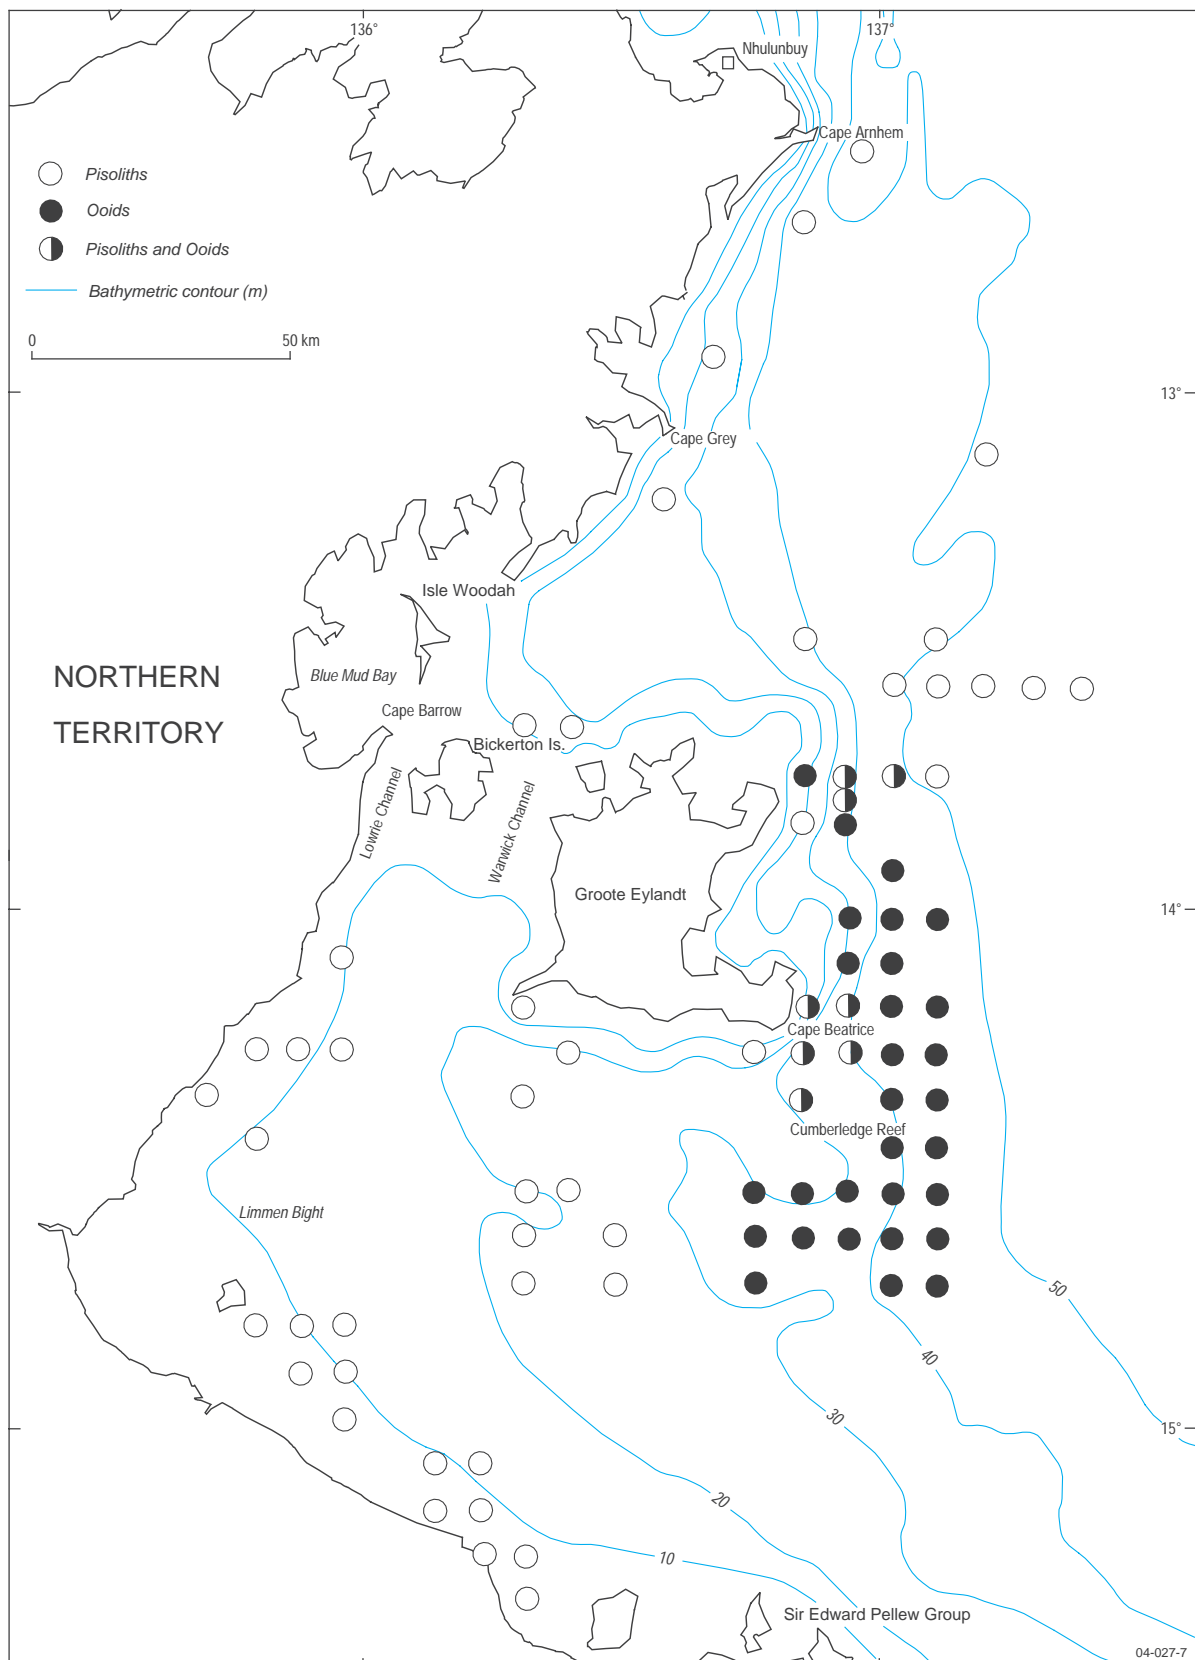 136°
137°
Nhulunbuy
Cape Arnhem
Pisoliths
Ooids
Pisoliths and Ooids
Bathymetric contour (m)
0
50 km
13°
Cape Grey
Isle Woodah
NORTHERN
TERRITORY
Blue Mud Bay
Cape Barrow
Bickerton Is.
Lowrie Channel
Warwick Channel
Groote Eylandt
14°
Cape Beatrice
Cumberledge Reef
Limmen Bight
50
40
30
15°
20
10
Sir Edward Pellew Group
04-027-7